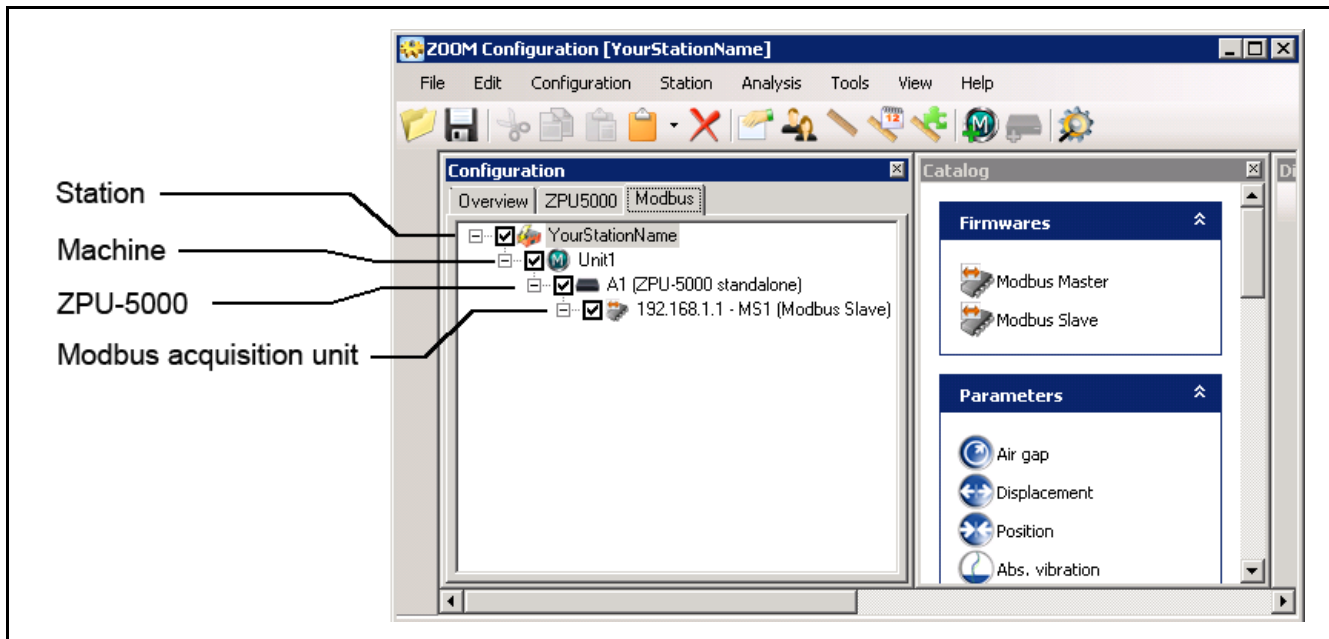 ZOOM Configuration [YourStationName]
File Edit Configuration Station Analysis Tools View Help
12
M
Configuration
Catalog
Di
Overview ZPU5000 Modbus
Station
Machine
ZPU-5000
Modbus acquisition unit
YourStationName
M Unit1
A1 (ZPU-5000 standalone)
192.168.1.1 - MS1 (Modbus Slave)
Firmwares
Modbus Master
Modbus Slave
Parameters
Air gap
Displacement
Position
Abs. vibration